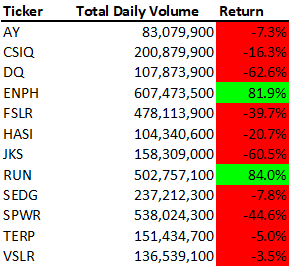 Ticker Total Daily Volume Return
AY 83,079,900 -7.3%
CSIQ 200,879,900 -16.3%
DQ 107,873,900 -62.6%
ENPH 607,473,500 81.9%
FSLR 478,113,900 -39.7%
HASI 104,340,600 -20.7%
JKS 158,309,000 -60.5%
RUN 502,757,100 84.0%
SEDG 237,212,300 -7.8%
SPWR 538,024,300 -44.6%
TERP 151,434,700 -5.0%
VSLR 136,539,100 -3.5%